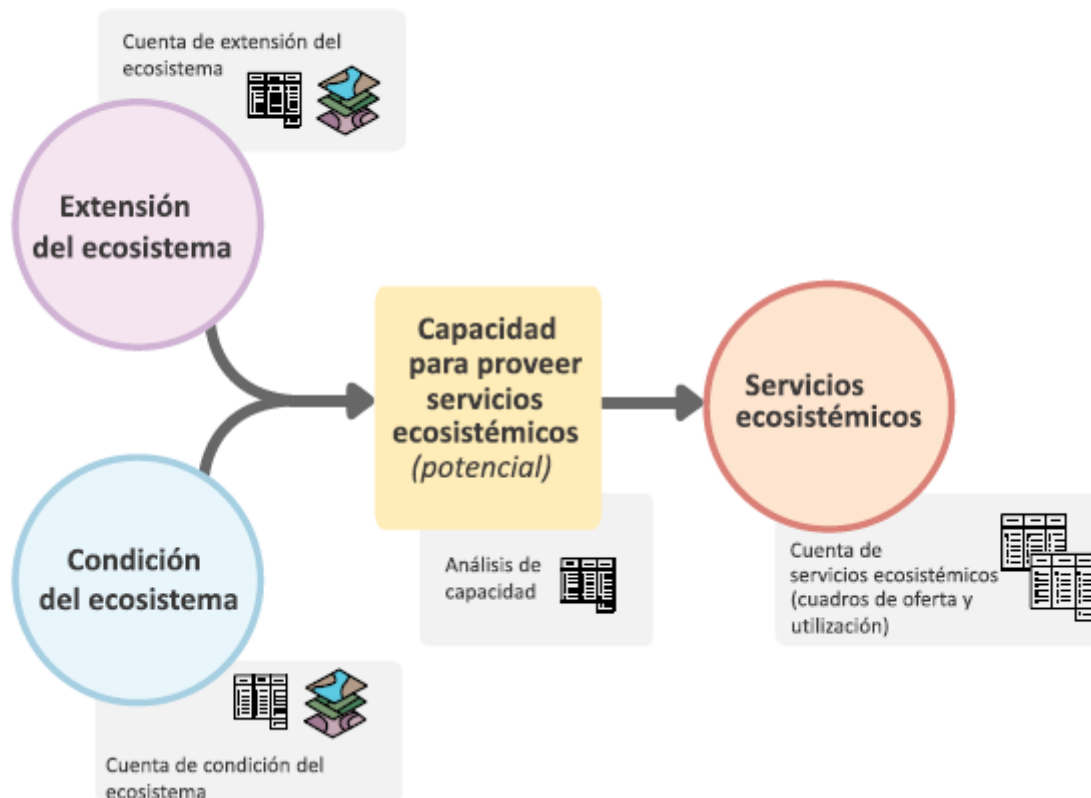 Cuenta de extensión del
ecosistema
Extensión
del ecosistema
Capacidad
para proveer
servicios
ecosistémicos
(potencial)
Servicios
ecosistémicos
Condición
del ecosistema
Análisis de
capacidad
Cuenta de
servicios ecosistémicos
(cuadros de oferta y
utilización)
Cuenta de condición del
ecosistema